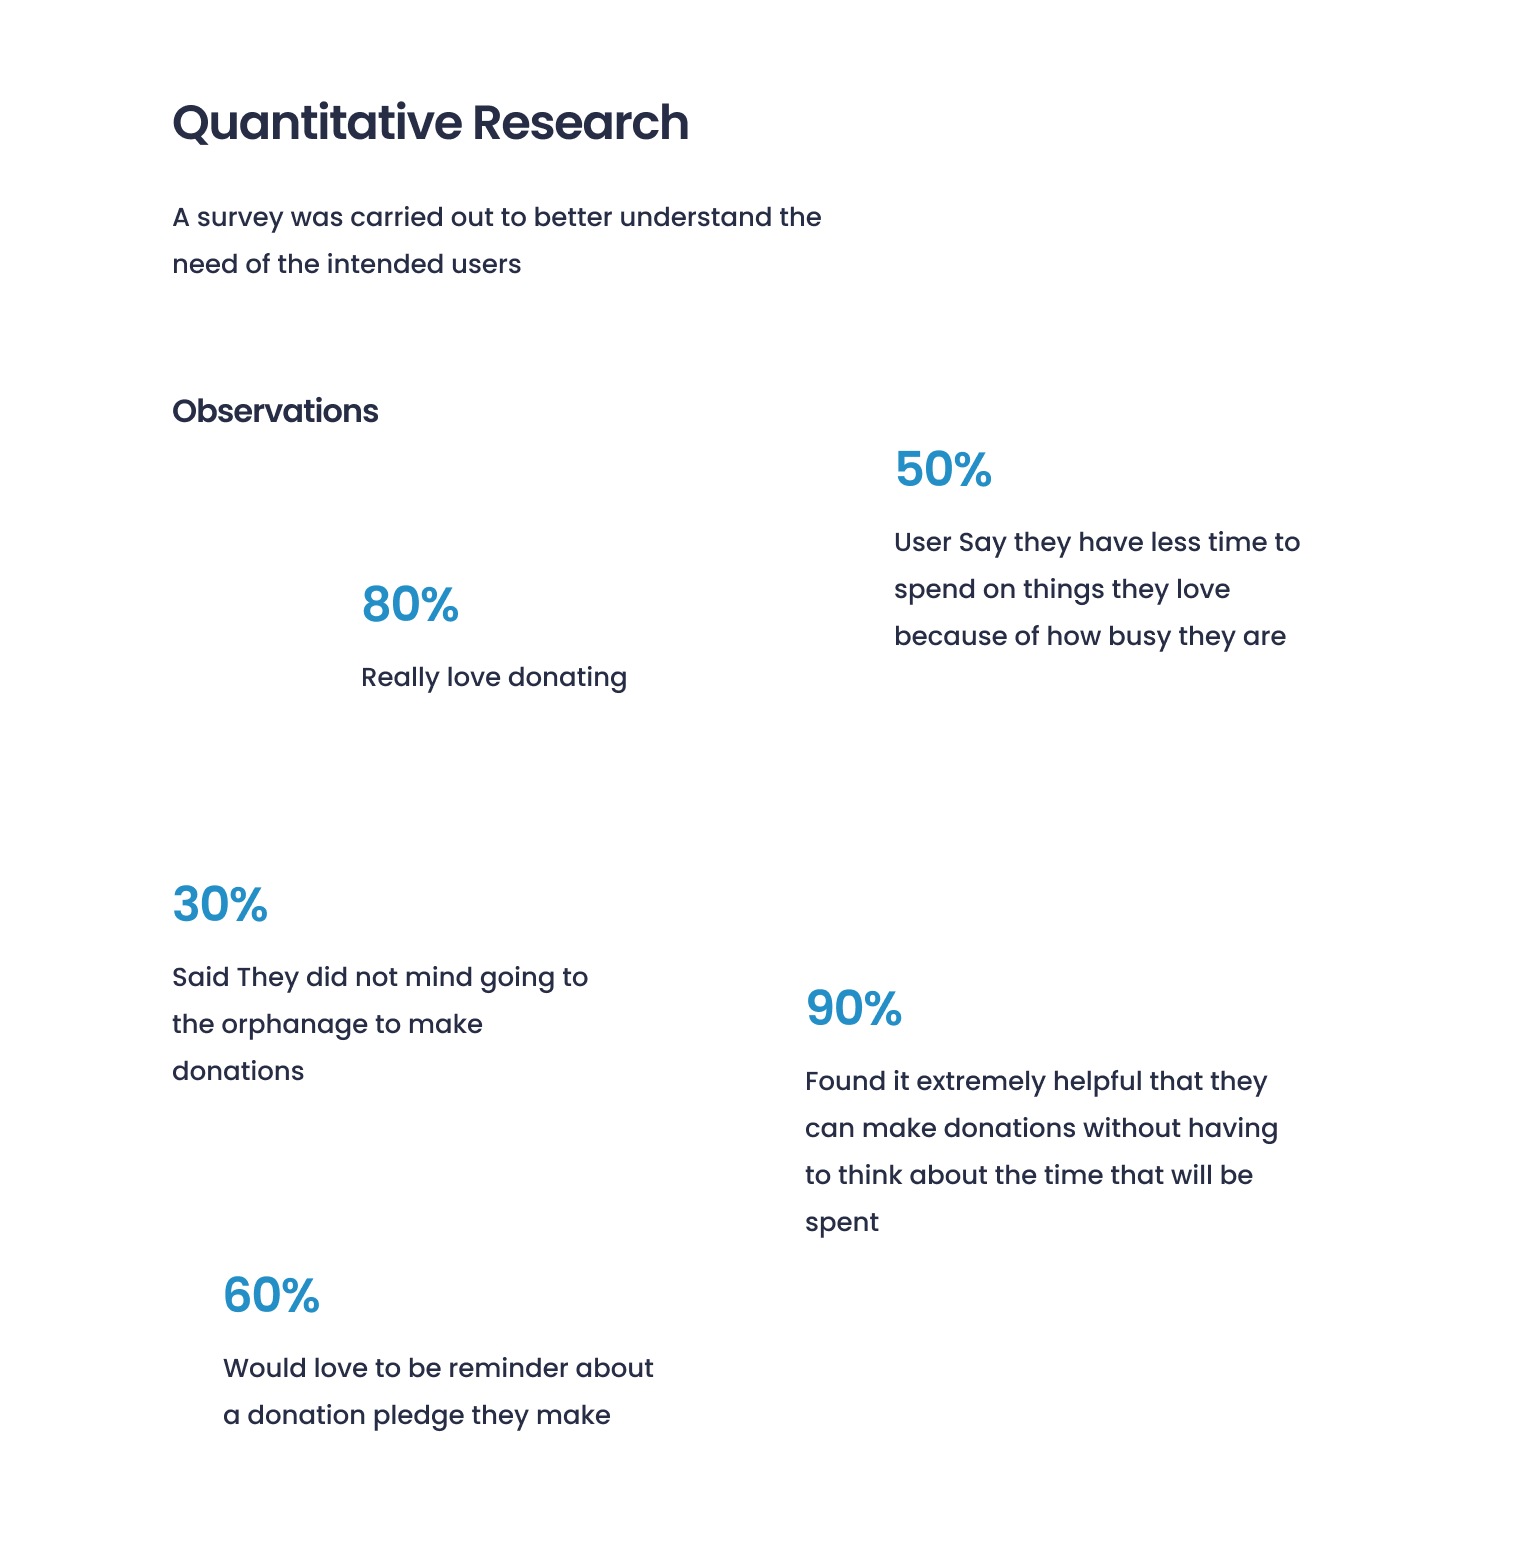 Quantitative Research
A survey was carried out to better understand the
need of the intended users
Observations
50%
User Say they have less time to
spend on things they love
because of how busy they are
80%
Really love donating
30%
Said They did not mind going to
the orphanage to make
donations
90%
Found it extremely helpful that they
can make donations without having
to think about the time that will be
spent
60%
Would love to be reminder about
a donation pledge they make